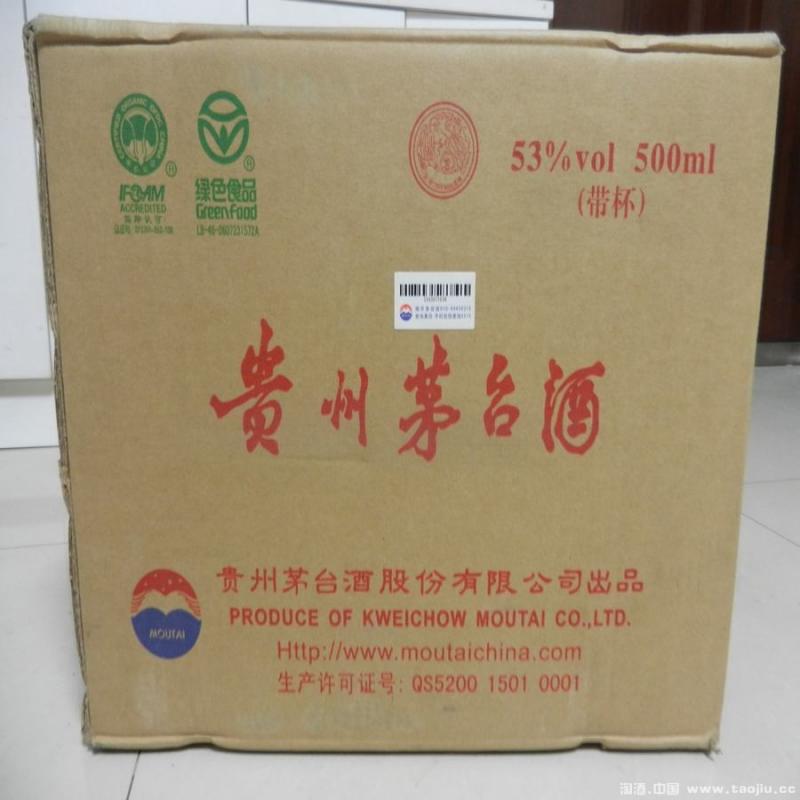 IFOAM
ACCREDITED
绿色食品
Green Food
LB-46-0607231572A
53%vol 500ml
(带杯)
贵州茅台酒
贵州茅台酒股份有限公司出品
PRODUCE OF KWEICHOW MOUTAI CO.,LTD.
MOUTAI
Http://www.moutaichina.com
生产许可证号: QS5200 1501 0001
淘酒.中国 www.taojiu.cc